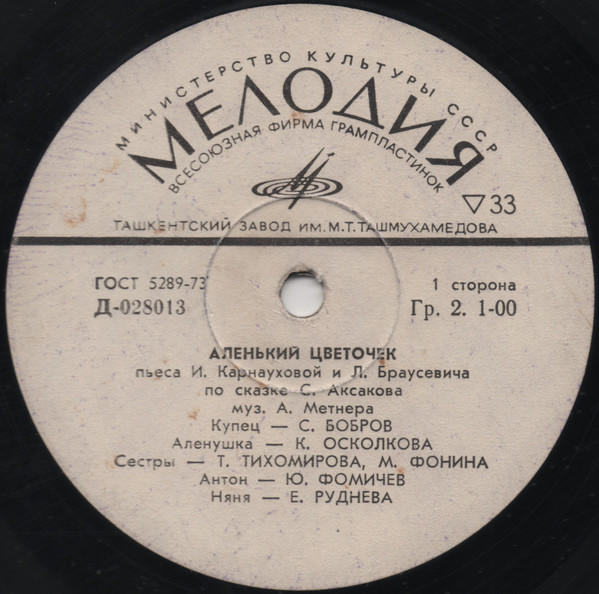 МИНИСТЕРСТВО КУЛЬТУРЫ СССР
МЕЛОДИЯ
ВСЕСОЮЗНАЯ ФИРМА ГРАМПЛАСТИНОК
▽33
ТАШКЕНТСКИЙ ЗАВОД ИМ. М.Т.ТАШМУХАМЕДОВА
ГОСТ 5289-73 1 сторона
Д-028013 Гр. 2. 1-00
АЛЕНЬКИЙ ЦВЕТОЧЕК
пьеса И. Карнауховой и Л. Браусевича
по сказке С. Аксакова
муз. А. Метнера
Купец — С. БОБРОВ
Аленушка — К. ОСКОЛКОВА
Сестры — Т. ТИХОМИРОВА, М. ФОНИНА
Антон — Ю. ФОМИЧЕВ
Няня — Е. РУДНЕВА